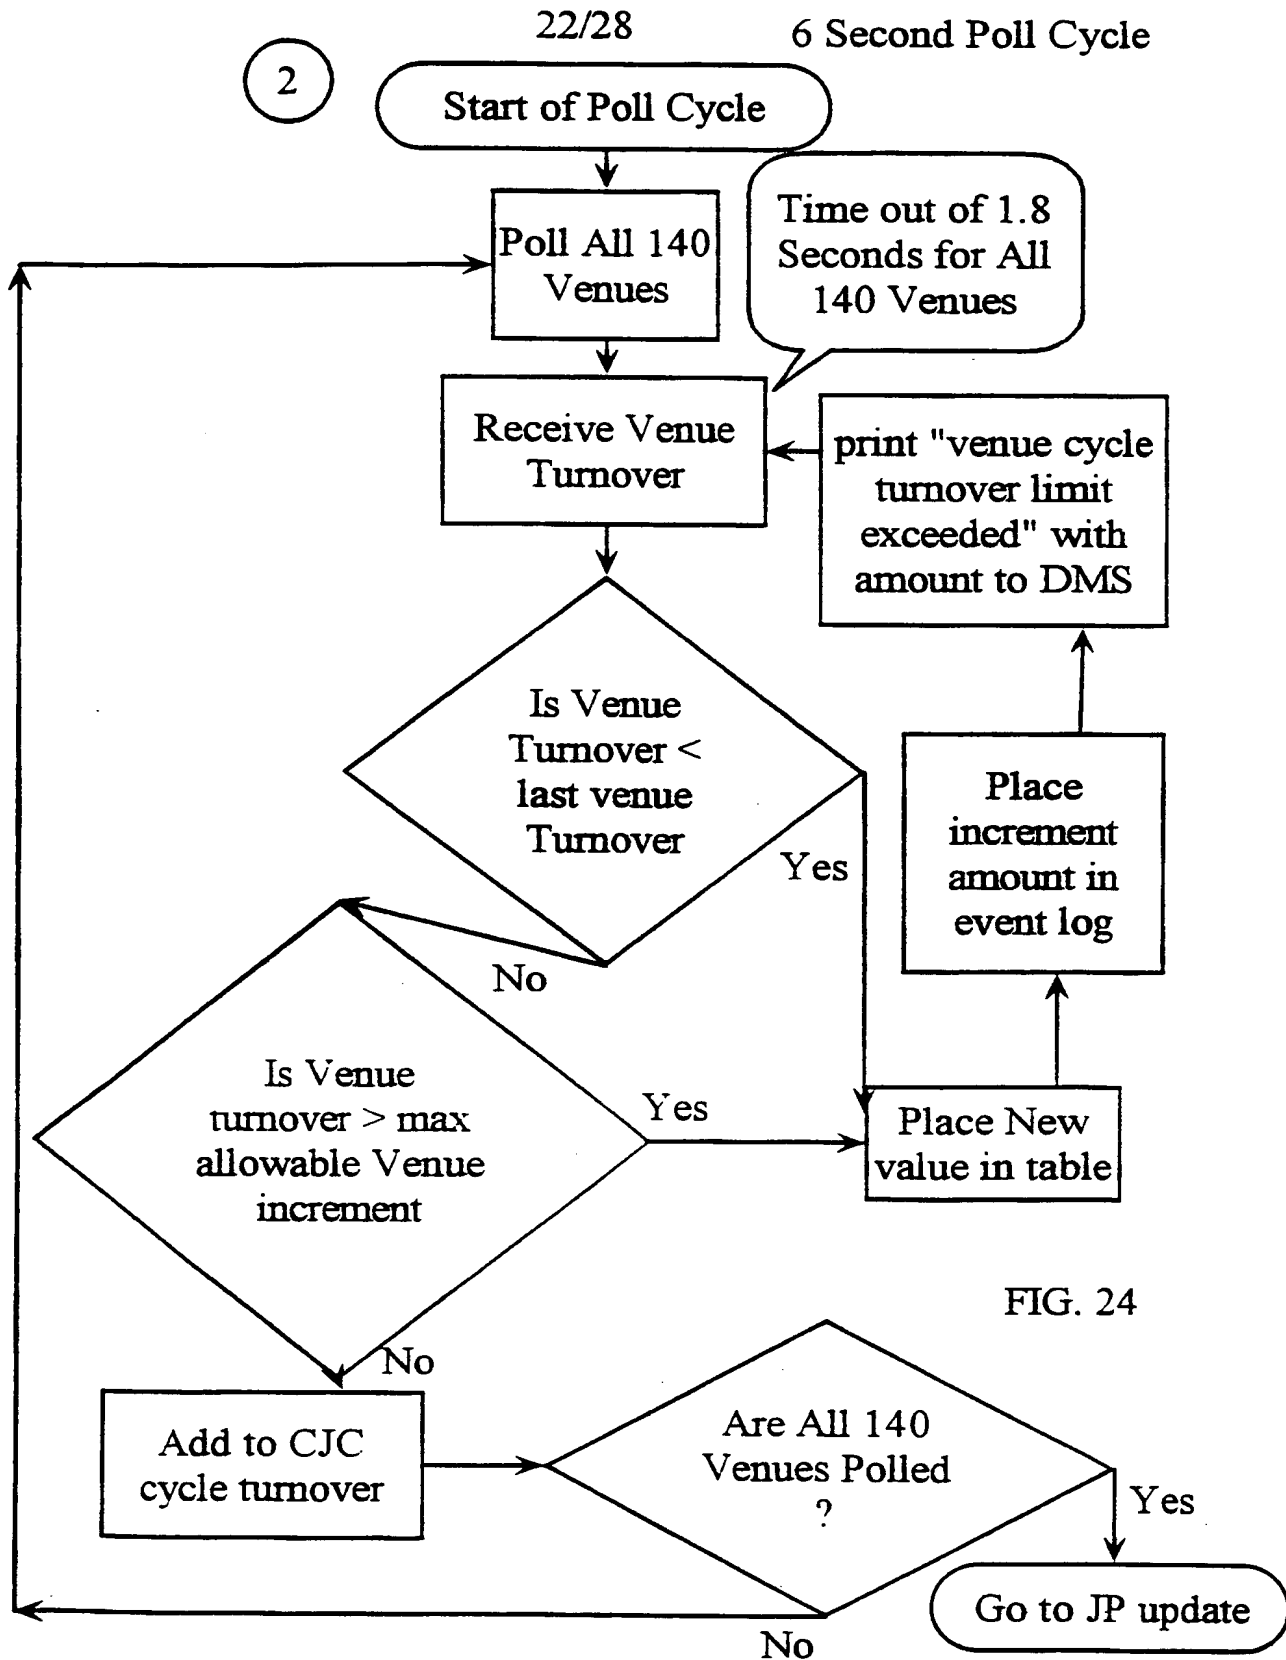 22/28
6 Second Poll Cycle
2
Start of Poll Cycle
Time out of 1.8
Seconds for All
140 Venues
Poll All 140
Venues
Receive Venue
Turnover
print "venue cycle
turnover limit
exceeded" with
amount to DMS
Is Venue
Turnover <
last venue
Turnover
Yes
No
Place
increment
amount in
event log
Is Venue
turnover > max
allowable Venue
increment
Yes
Place New
value in table
FIG. 24
No
Add to CJC
cycle turnover
Are All 140
Venues Polled
?
Yes
Go to JP update
No